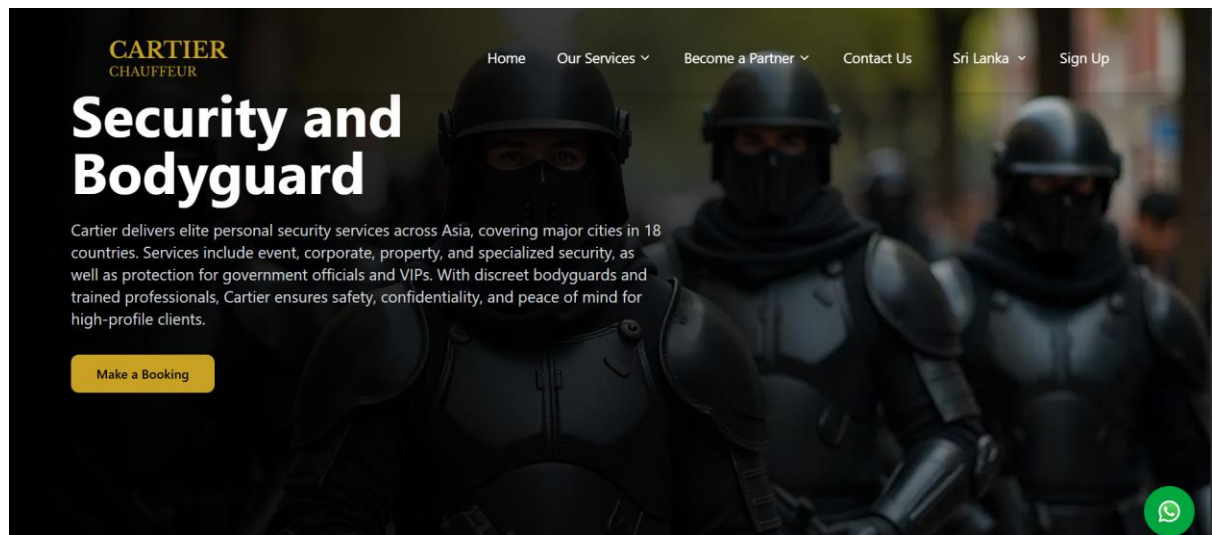 CARTIER
CHAUFFEUR
Home Our Services Become a Partner Contact Us Sri Lanka Sign Up
Security and
Bodyguard
Cartier delivers elite personal security services across Asia, covering major cities in 18
countries. Services include event, corporate, property, and specialized security, as
well as protection for government officials and VIPs. With discreet bodyguards and
trained professionals, Cartier ensures safety, confidentiality, and peace of mind for
high-profile clients.
Make a Booking